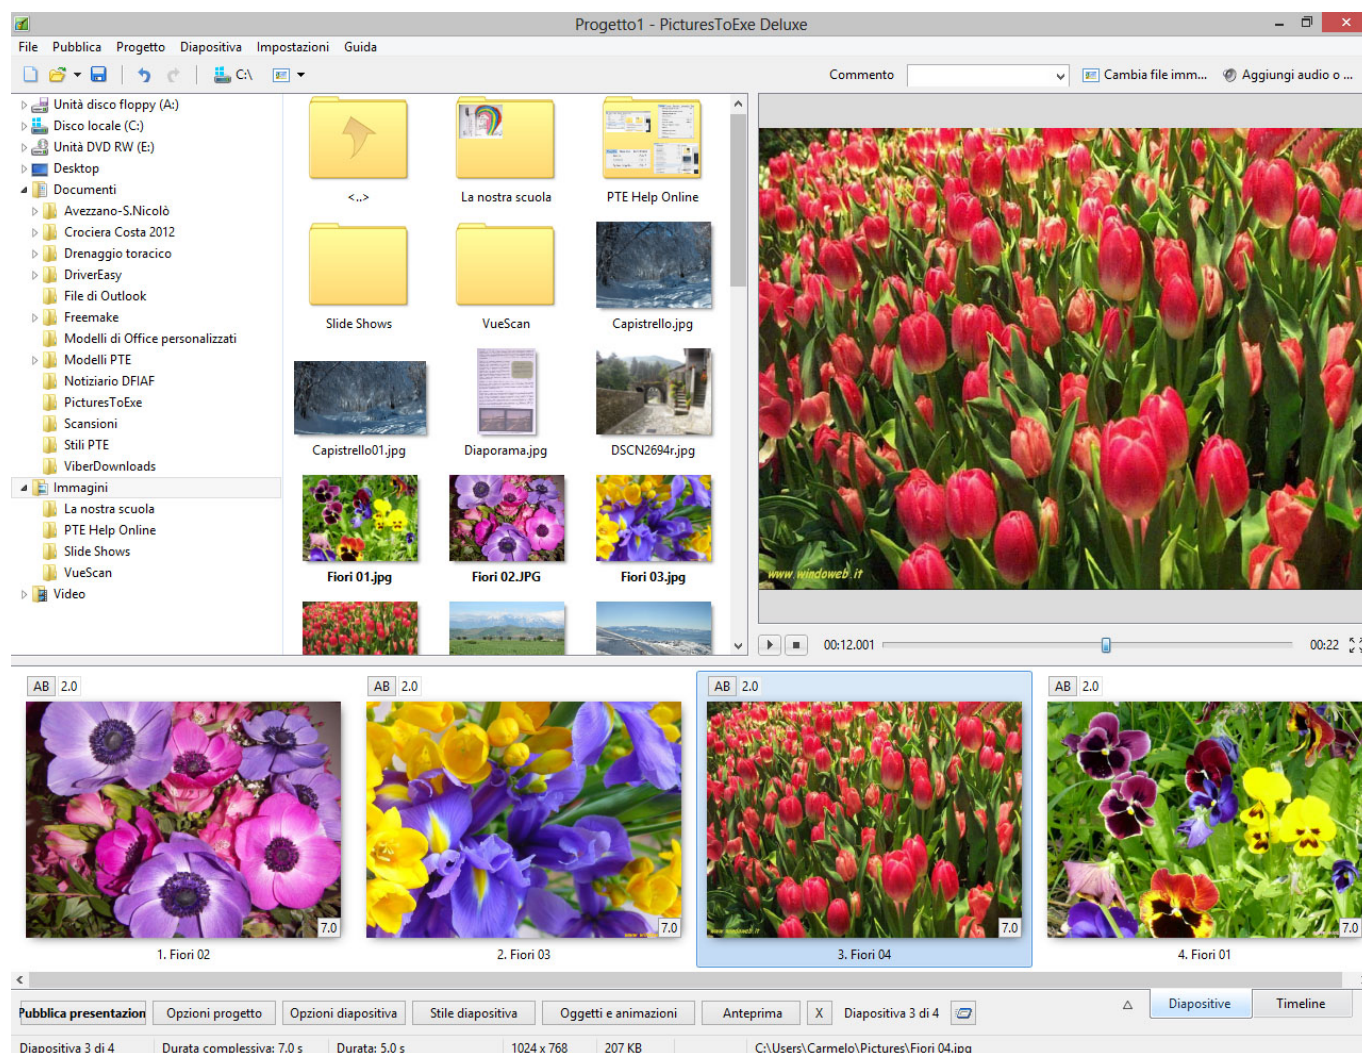 Progetto1 - PicturesToExe Deluxe
File Pubblica Progetto Diapositiva Impostazioni Guida
C:\ Commento Cambia file imm... Aggiungi audio o ...
Unità disco floppy (A:)
Disco locale (C:)
Unità DVD RW (E:)
Desktop
Documenti
Avezzano-S.Nicolò
Crociera Costa 2012
Drenaggio toracico
DriverEasy
File di Outlook
Freemake
Modelli di Office personalizzati
Modelli PTE
Notiziario DFIAF
PicturesToExe
Scansioni
Stili PTE
ViberDownloads
Immagini
La nostra scuola
PTE Help Online
Slide Shows
VueScan
Video
<..> La nostra scuola PTE Help Online
Slide Shows VueScan Capistrello.jpg
Capistrello01.jpg Diaporama.jpg DSCN2694r.jpg
Fiori 01.jpg Fiori 02.JPG Fiori 03.jpg
www.windoweb.it
00:12.001 00:22
AB 2.0 AB 2.0 AB 2.0 AB 2.0
www.windoweb.it
7.0 7.0 7.0 7.0
1. Fiori 02 2. Fiori 03 3. Fiori 04 4. Fiori 01
Pubblica presentazion Opzioni progetto Opzioni diapositiva Stile diapositiva Oggetti e animazioni Anteprima X Diapositiva 3 di 4 Diapositive Timeline
Diapositiva 3 di 4 Durata complessiva: 7.0 s Durata: 5.0 s 1024 x 768 207 KB C:\Users\Carmelo\Pictures\Fiori 04.jpg